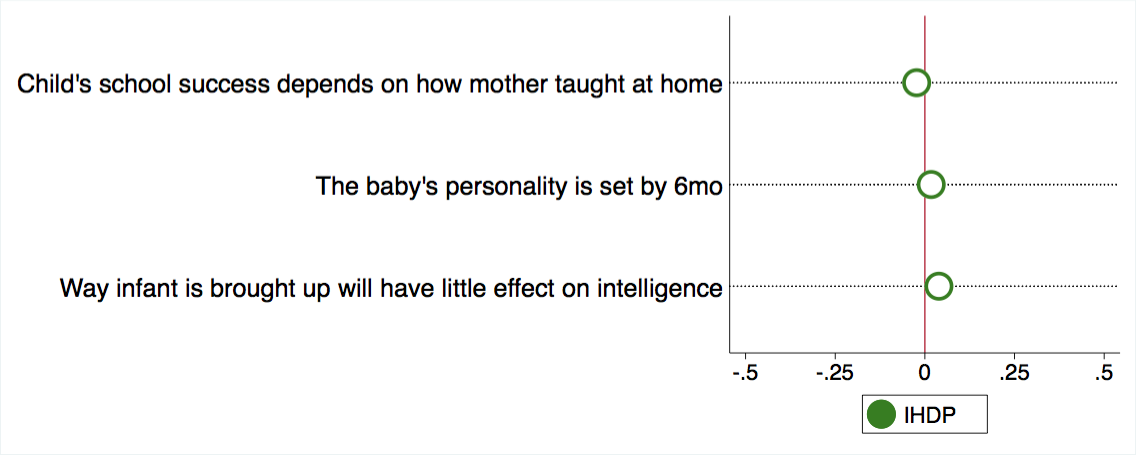 Child's school success depends on how mother taught at home
The baby's personality is set by 6mo
Way infant is brought up will have little effect on intelligence
-.5 -.25 0 .25 .5
IHDP